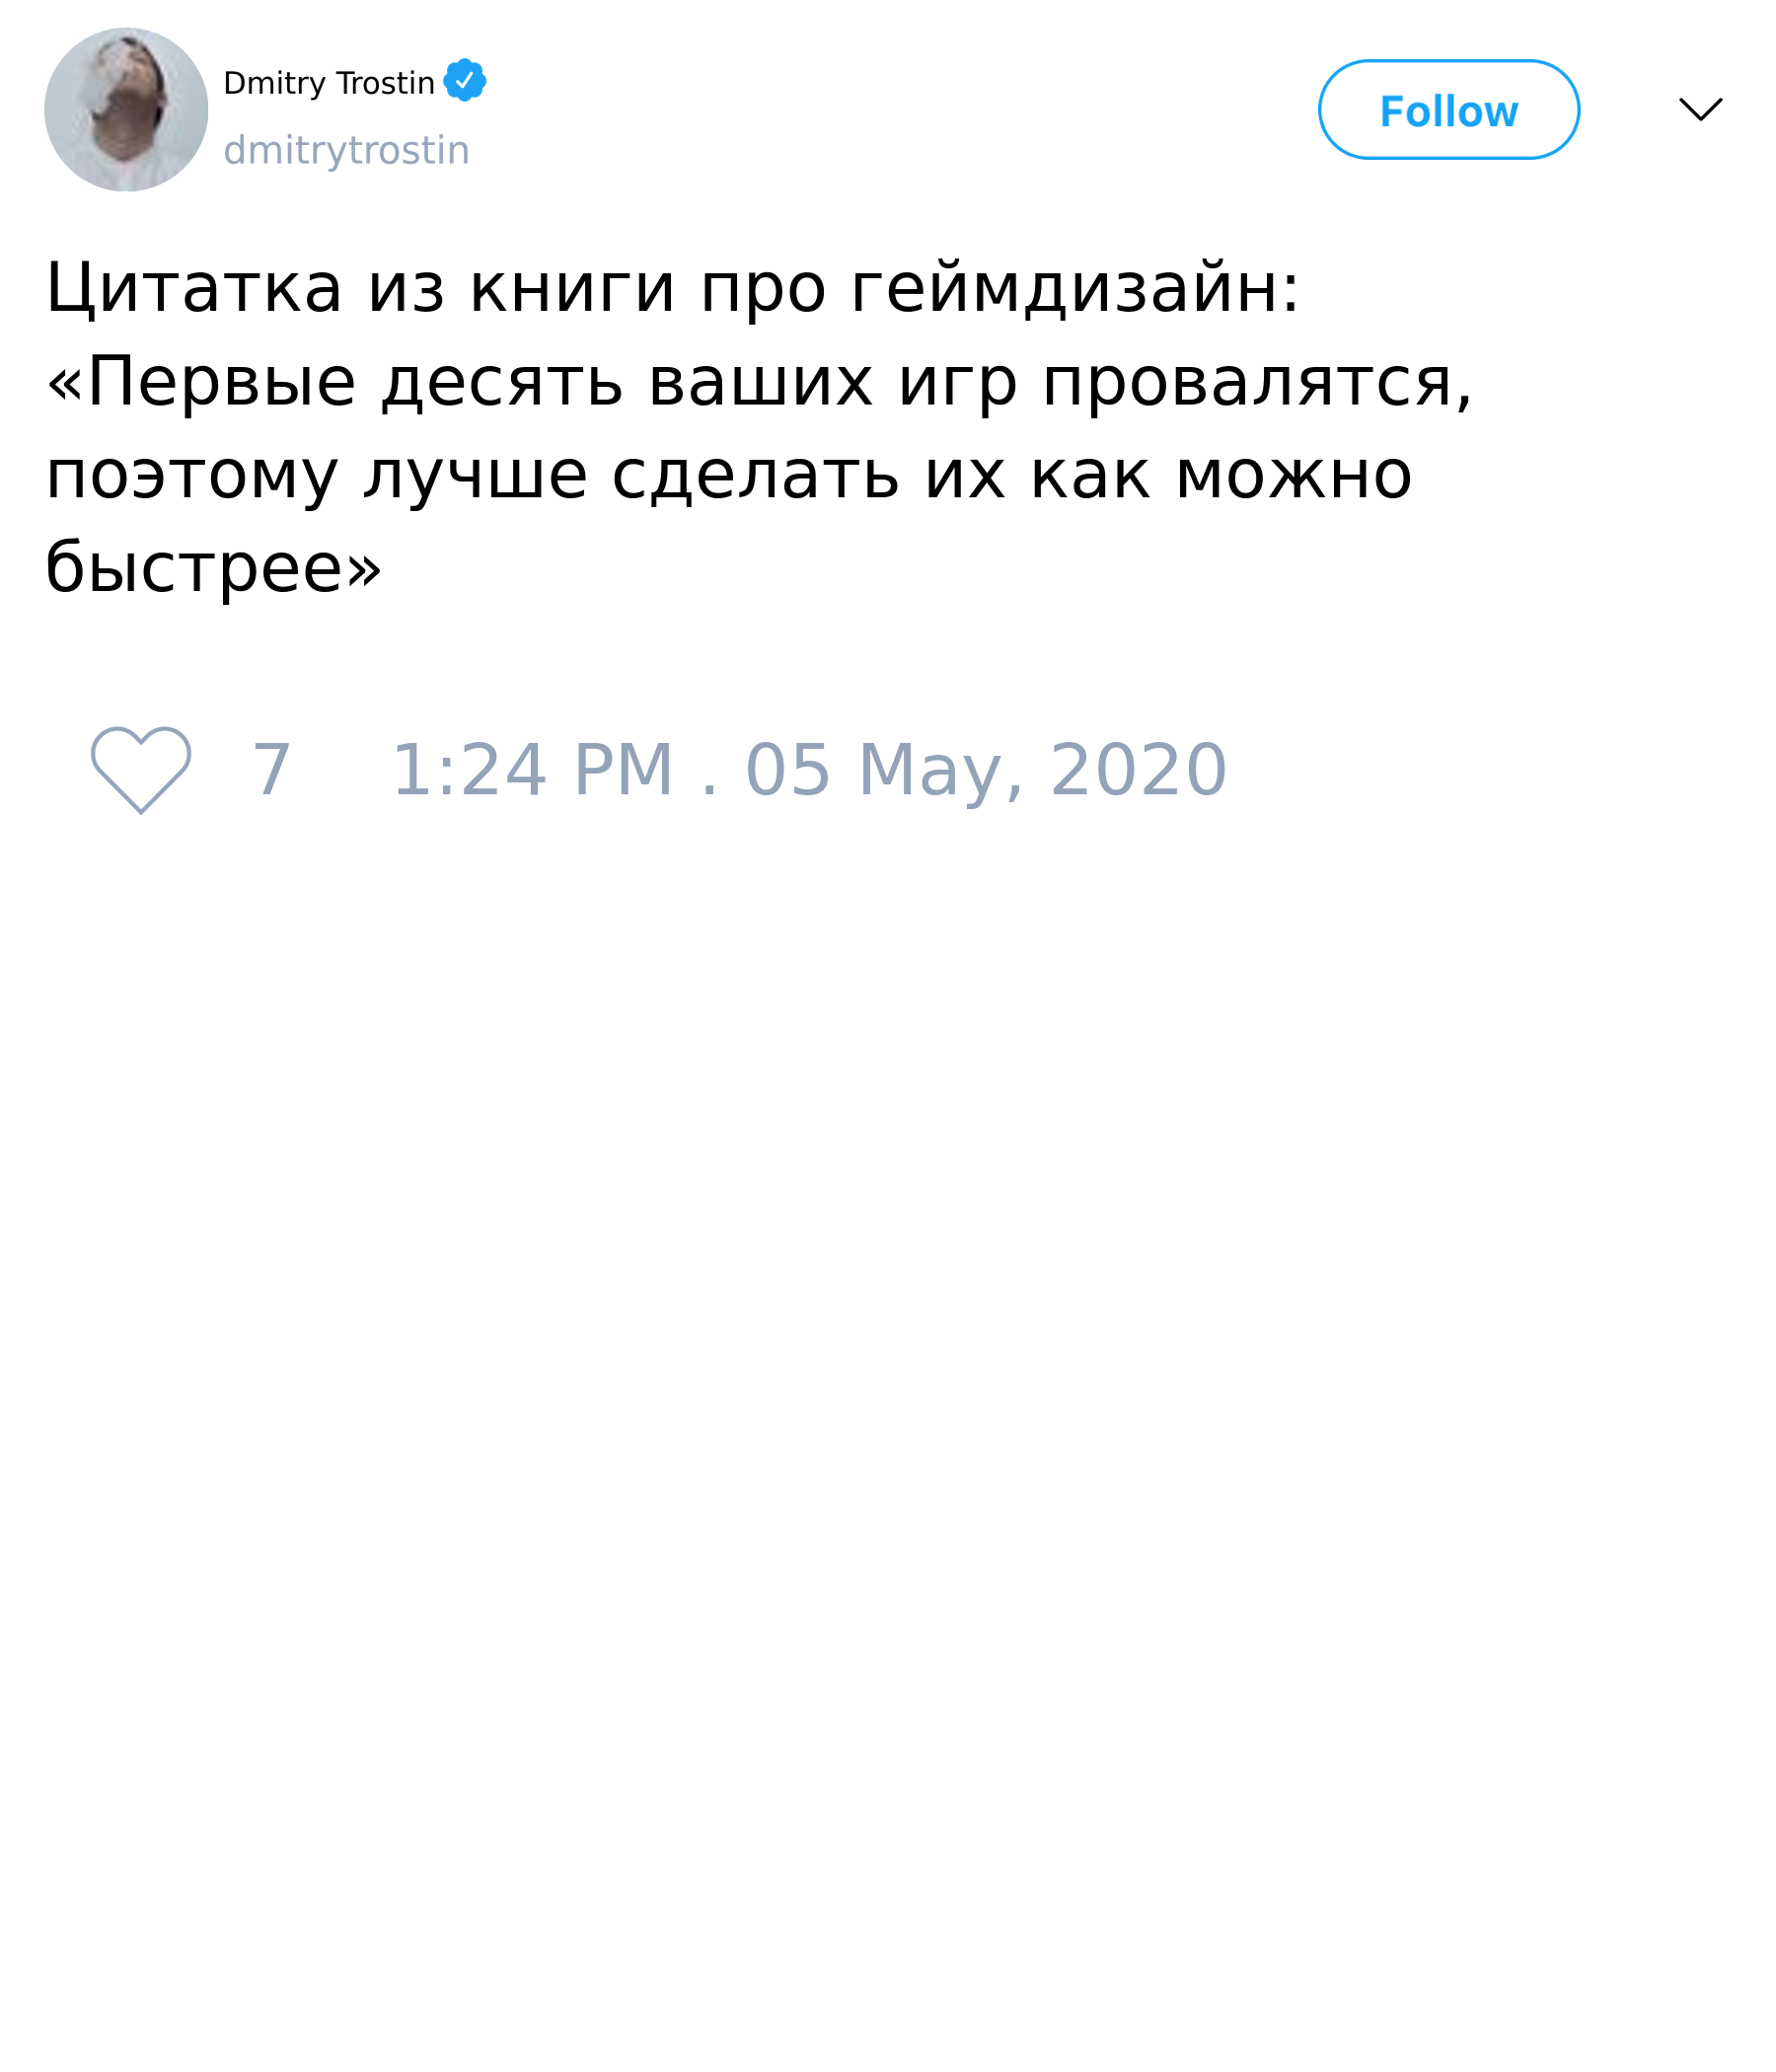 Dmitry Trostin
dmitrytrostin
Follow
Цитатка из книги про геймдизайн:
«Первые десять ваших игр провалятся,
поэтому лучше сделать их как можно
быстрее»
7 1:24 PM . 05 May, 2020